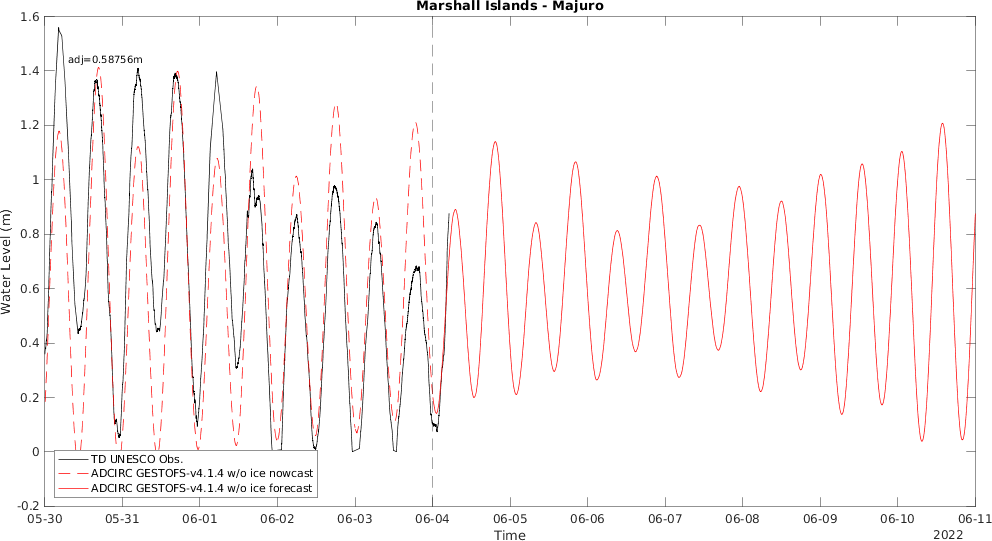 Marshall Islands - Majuro
1.6
1.4
1.2
1
0.8
0.6
0.4
0.2
0
-0.2
Water Level (m)
adj=0.58756m
TD UNESCO Obs.
ADCIRC GESTOFS-v4.1.4 w/o ice nowcast
ADCIRC GESTOFS-v4.1.4 w/o ice forecast
05-30 05-31 06-01 06-02 06-03 06-04 06-05 06-06 06-07 06-08 06-09 06-10 06-11
Time
2022